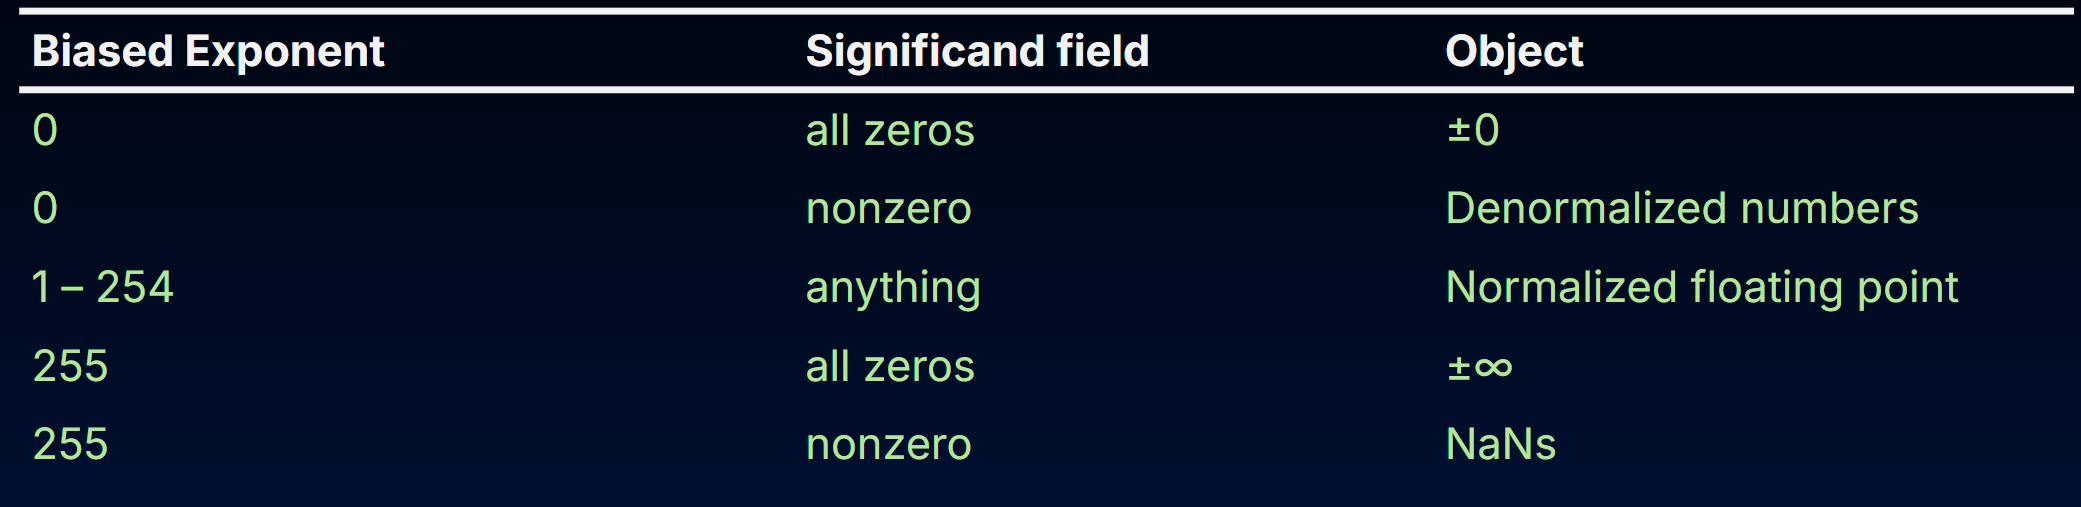 Biased Exponent Significand field Object
0 all zeros ±0
0 nonzero Denormalized numbers
1 – 254 anything Normalized floating point
255 all zeros ±∞
255 nonzero NaNs